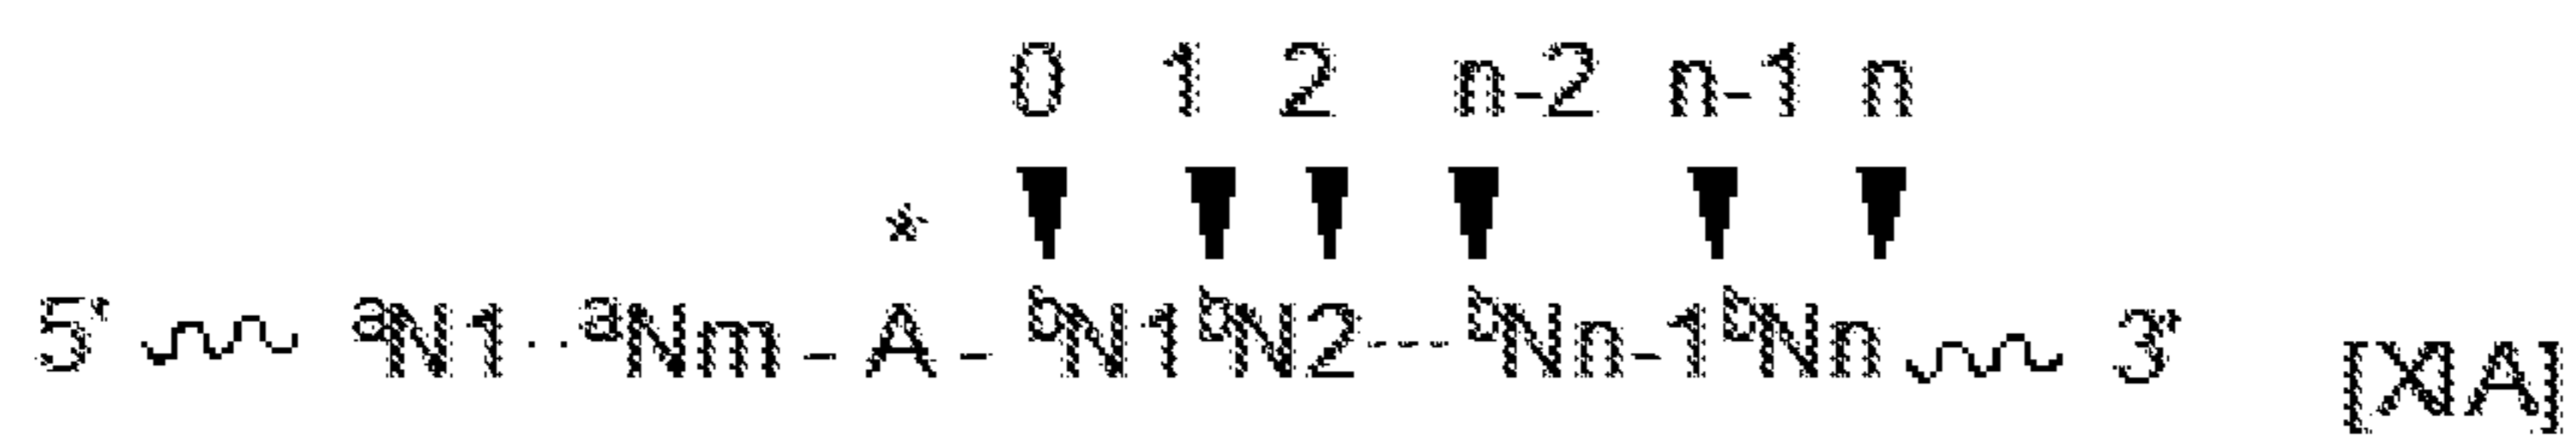 0 1 2 n-2 n-1 n
*
5' aN1··aNm-A-bN1bN2---bNn-1bNn 3'
[XIA]